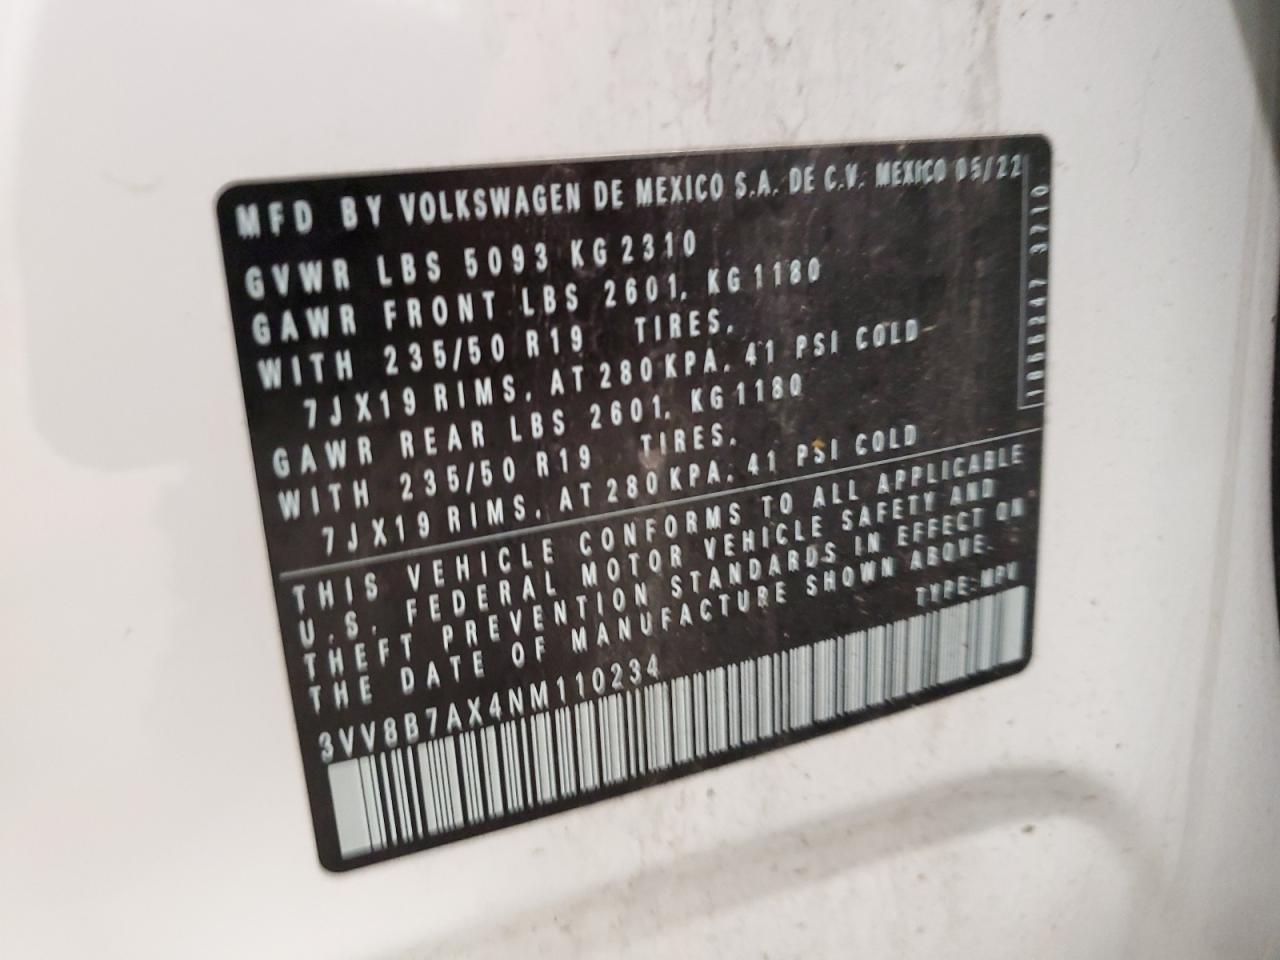 MFD BY VOLKSWAGEN DE MEXICO S.A. DE C.V. MEXICO 05/22
GVWR LBS 5093 KG 2310
GAWR FRONT LBS 2601. KG 1180
WITH 235/50 R19 TIRES.
7JX19 RIMS. AT 280 KPA. 41 PSI COLD
GAWR REAR LBS 2601. KG 1180
WITH 235/50 R19 TIRES.
7JX19 RIMS. AT 280 KPA. 41 PSI COLD
THIS VEHICLE CONFORMS TO ALL APPLICABLE
U.S. FEDERAL MOTOR VEHICLE SAFETY AND
THEFT PREVENTION STANDARDS IN EFFECT ON
THE DATE OF MANUFACTURE SHOWN ABOVE.
TYPE: MPV
3VV8B7AX4NM110234
3710